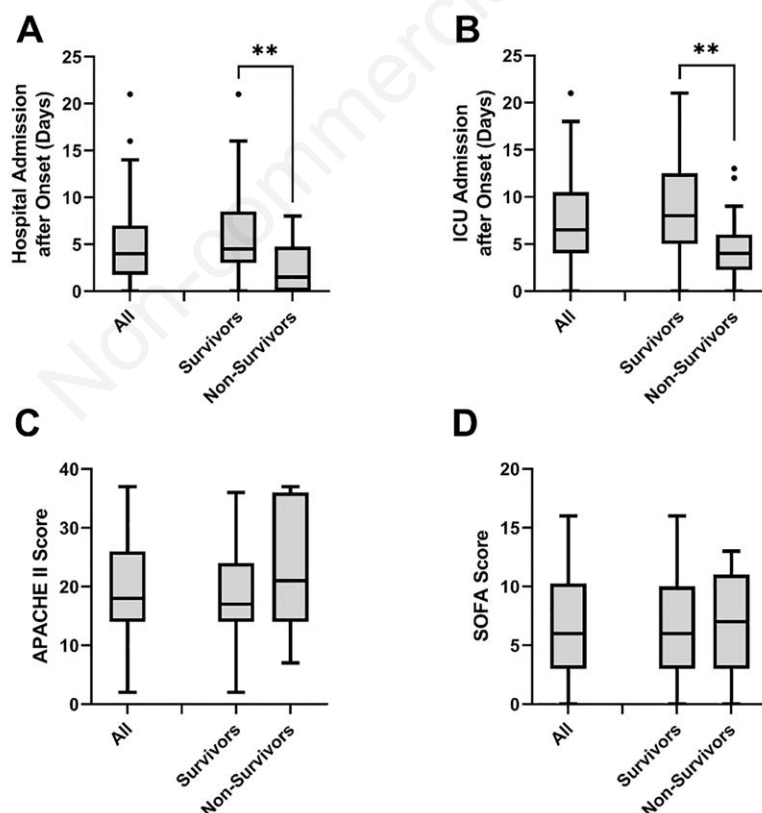 Non-commerci
A
Hospital Admission
after Onset (Days)
25
20
15
10
5
0
**
All
Survivors
Non-Survivors
B
ICU Admission
after Onset (Days)
25
20
15
10
5
0
**
All
Survivors
Non-Survivors
C
APACHE II Score
40
30
20
10
0
All
Survivors
Non-Survivors
D
SOFA Score
20
15
10
5
0
All
Survivors
Non-Survivors